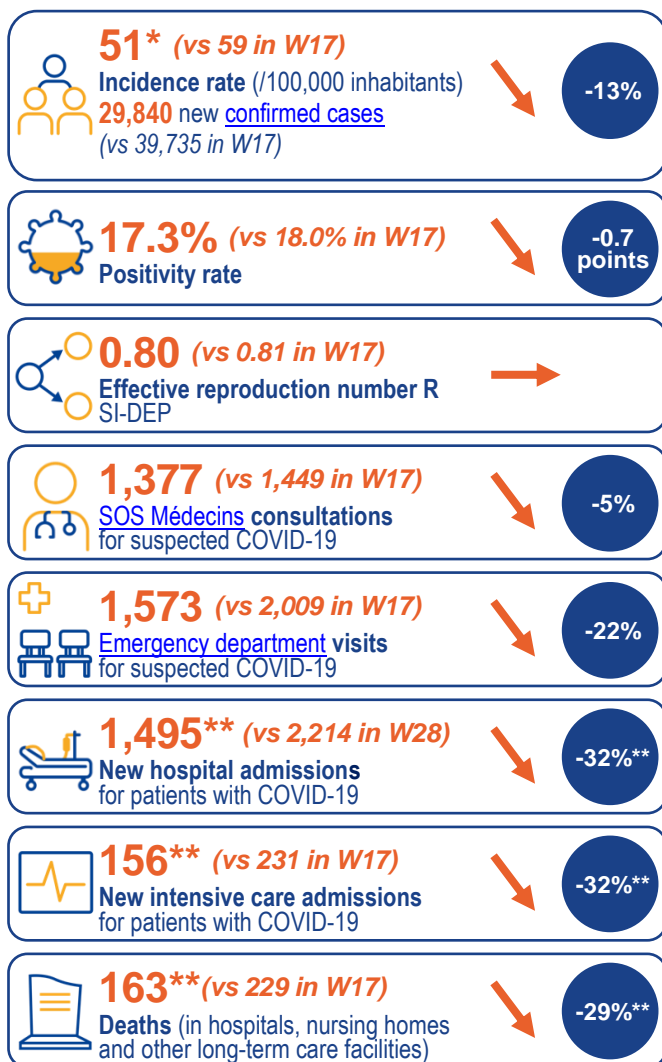 51* (vs 59 in W17)
Incidence rate (/100,000 inhabitants)
29,840 new confirmed cases
(vs 39,735 in W17)
-13%
17.3% (vs 18.0% in W17)
Positivity rate
-0.7
points
0.80 (vs 0.81 in W17)
Effective reproduction number R
SI-DEP
1,377 (vs 1,449 in W17)
SOS Médecins consultations
for suspected COVID-19
-5%
1,573 (vs 2,009 in W17)
Emergency department visits
for suspected COVID-19
-22%
1,495** (vs 2,214 in W28)
New hospital admissions
for patients with COVID-19
-32%**
156** (vs 231 in W17)
New intensive care admissions
for patients with COVID-19
-32%**
163** (vs 229 in W17)
Deaths (in hospitals, nursing homes
and other long-term care facilities)
-29%**